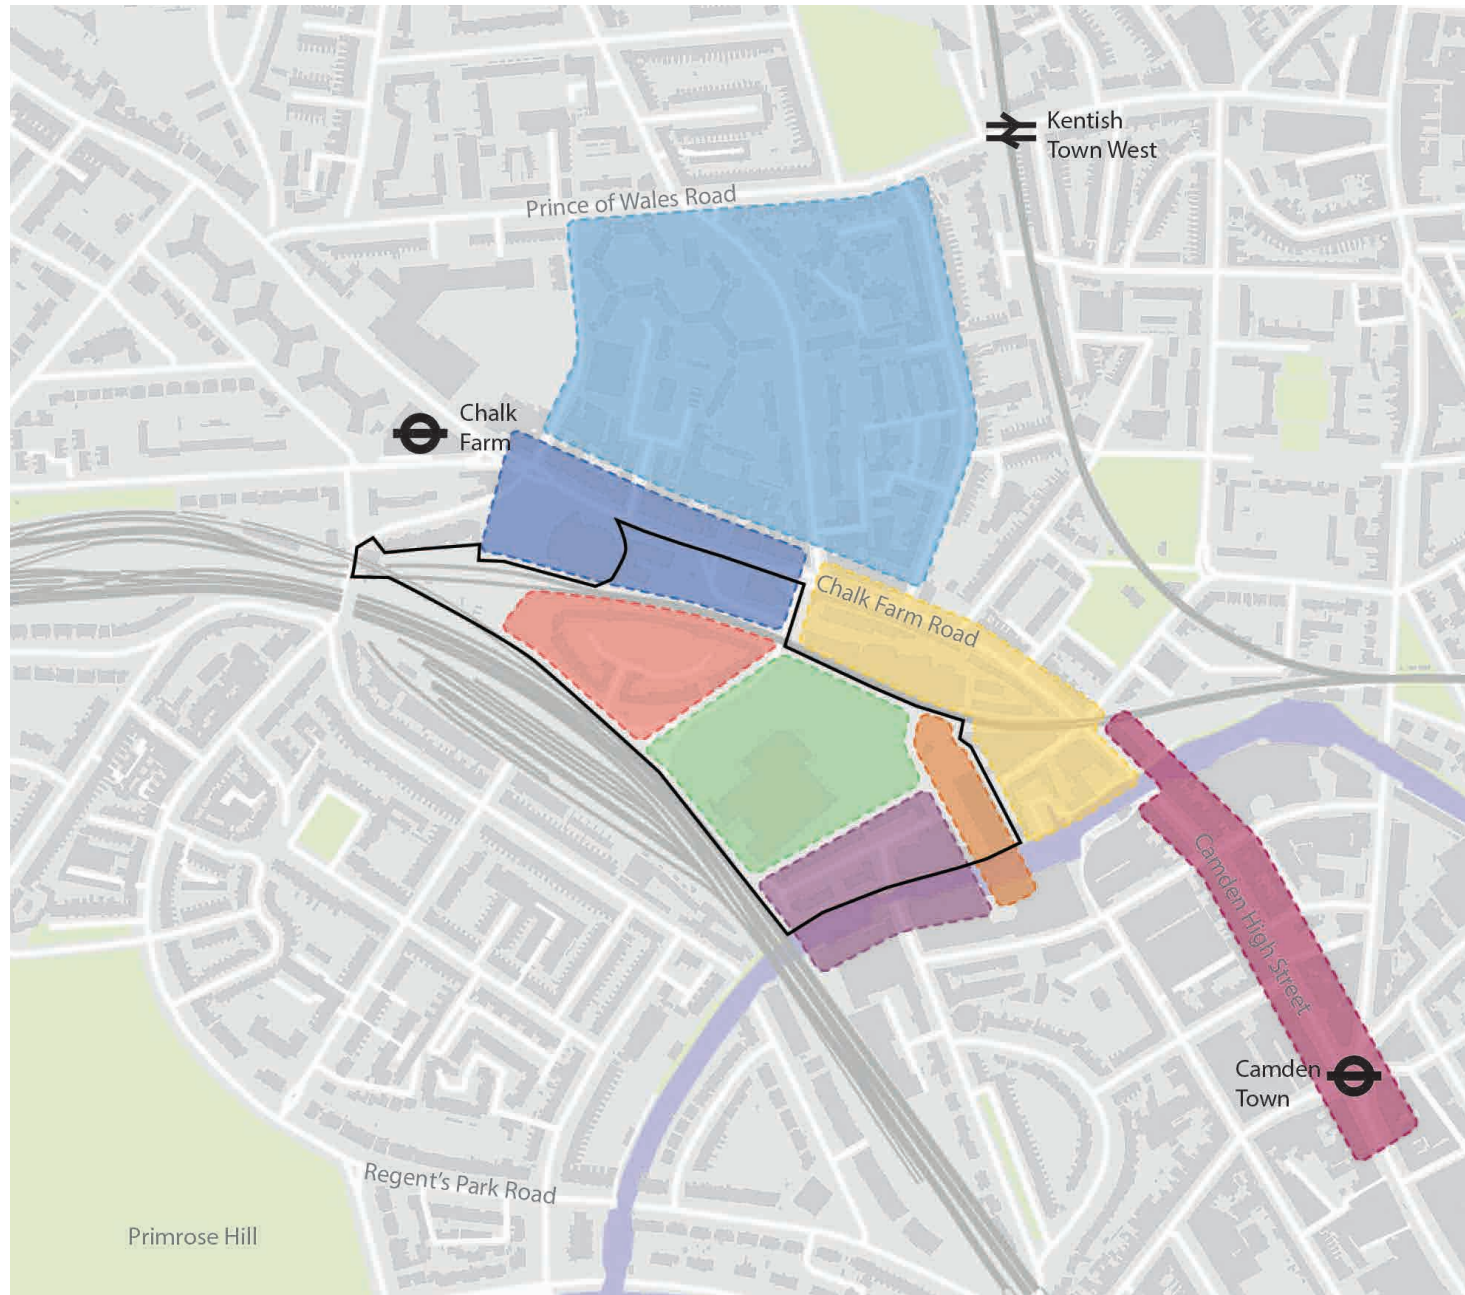 Kentish
Town West
Prince of Wales Road
Chalk
Farm
Chalk Farm Road
Camden High Street
Camden
Town
Regent's Park Road
Primrose Hill